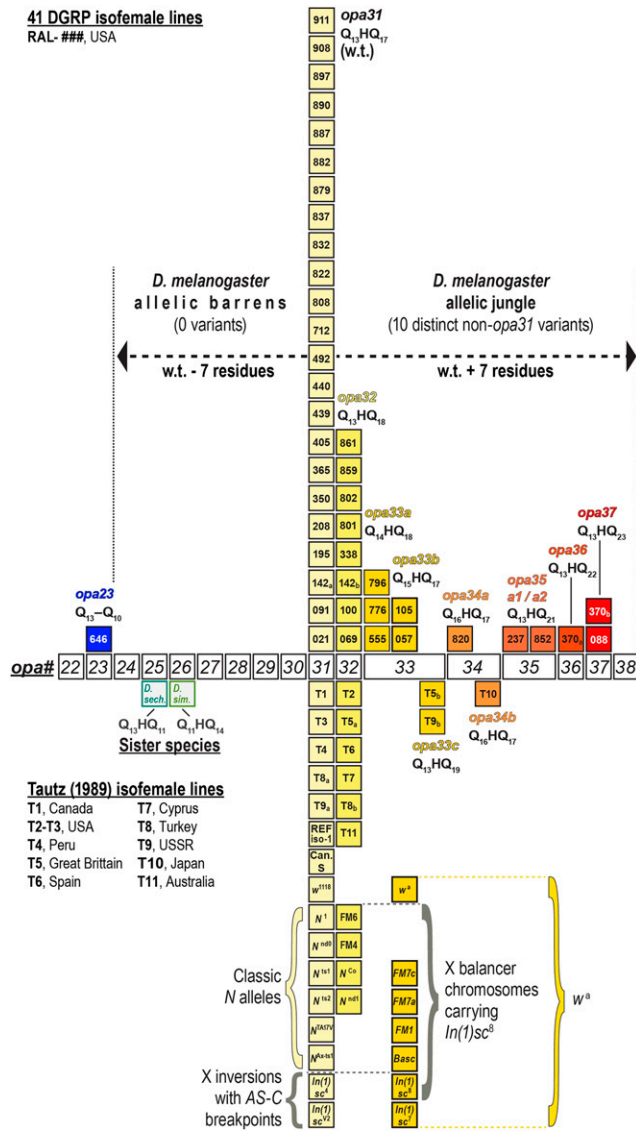 41 DGRP isofemale lines
RAL- ###, USA
911
908
897
890
887
882
879
837
832
822
808
712
492
440
439
405
365
350
208
195
142a
091
021
opa31
Q13HQ17
(w.t.)
D. melanogaster
allelic barrens
(0 variants)
w.t. - 7 residues
D. melanogaster
allelic jungle
(10 distinct non-opa31 variants)
w.t. + 7 residues
opa32
Q13HQ18
861
859
802
801
338
142b
100
069
opa33a
Q14HQ18
796
776
555
opa33b
Q15HQ17
105
057
opa34a
Q16HQ17
820
opa35
a1 / a2
Q13HQ21
237
852
opa36
Q13HQ22
370a
opa37
Q13HQ23
370b
088
opa23
Q13–Q10
646
opa# 22 23 24 25 26 27 28 29 30 31 32 33 34 35 36 37 38
D. sech.
D. sim.
Q13HQ11
Q11HQ14
Sister species
T1
T3
T4
T8a
T9a
REF iso-1
Can. S
w1118
T2
T5a
T6
T7
T8b
T11
T5b
T9b
opa33c
Q13HQ19
T10
opa34b
Q16HQ17
Tautz (1989) isofemale lines
T1, Canada
T2-T3, USA
T4, Peru
T5, Great Brittain
T6, Spain
T7, Cyprus
T8, Turkey
T9, USSR
T10, Japan
T11, Australia
wa
Classic
N alleles
N1
Nnd0
Nts1
Nts2
NTA17V
NAx-ts1
FM6
FM4
NCo
Nnd1
FM7c
FM7a
FM1
Basc
X balancer
chromosomes
carrying
In(1)sc8
wa
X inversions
with AS-C
breakpoints
In(1)
sc4
In(1)
scV2
In(1)
sc8
In(1)
sc7